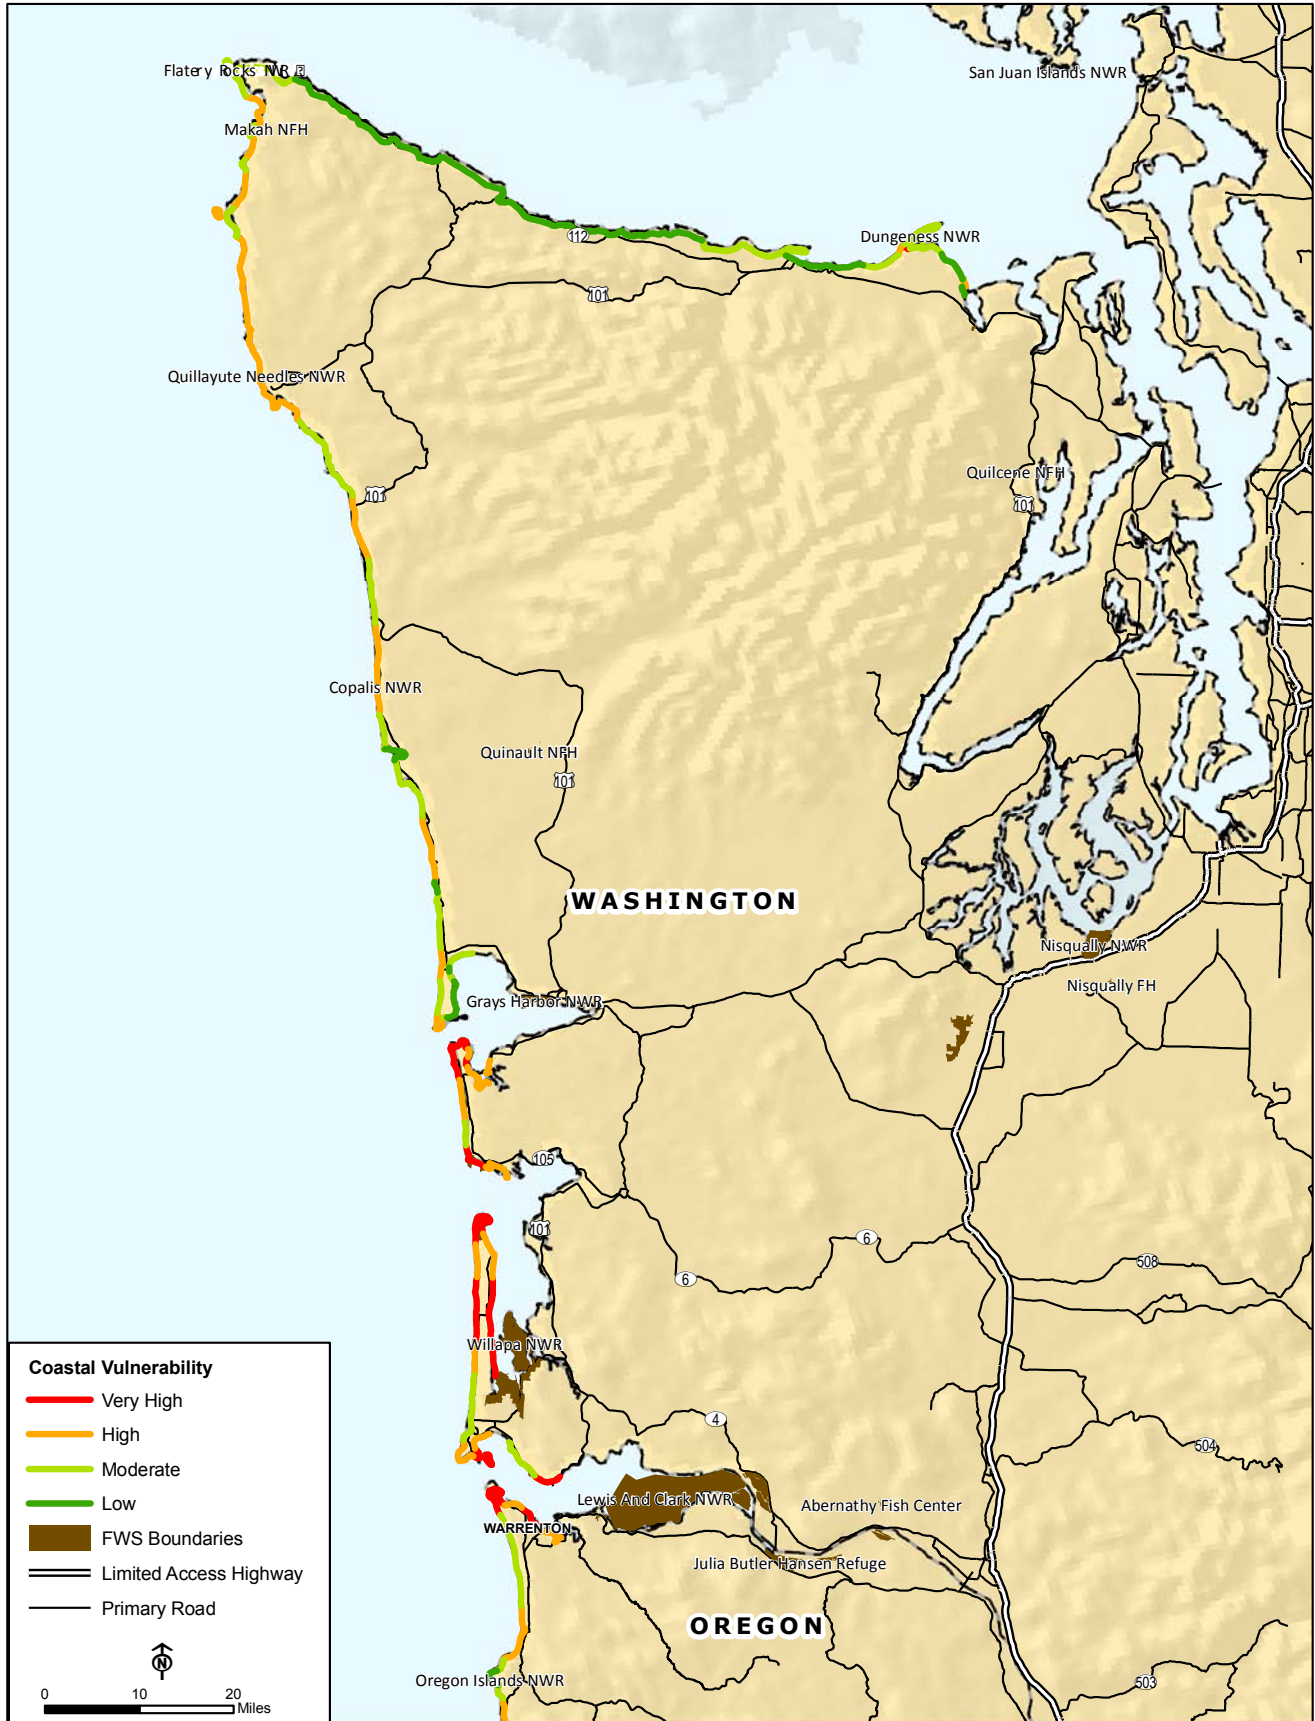 San Juan Islands NWR
Makah NFH
112
Dungeness NWR
101
Quillayute Needles NWR
101
Quilcene NFH
101
Copalis NWR
Quinault NFH
101
WASHINGTON
Nisqually NWR
Nisqually FH
Grays Harbor NWR
105
101
6
6
508
Willapa NWR
4
504
Lewis And Clark NWR
Abernathy Fish Center
WARRENTON
Julia Butler Hansen Refuge
OREGON
Oregon Islands NWR
503
Coastal Vulnerability
Very High
High
Moderate
Low
FWS Boundaries
Limited Access Highway
Primary Road
N
0 10 20
Miles